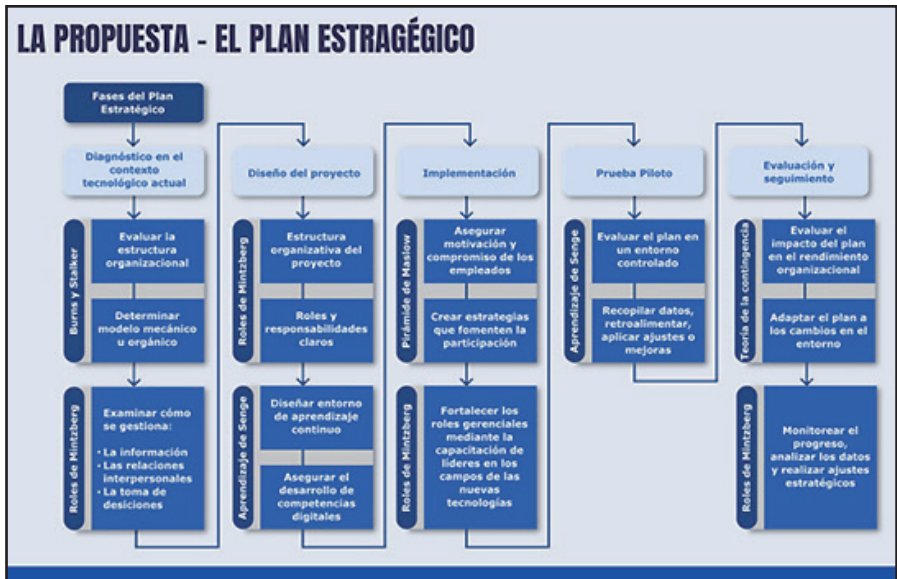 LA PROPUESTA - EL PLAN ESTRAGÉGICO
Fases del Plan
Estratégico
Diagnóstico en el
contexto
tecnológico actual
Burns y Stalker
Evaluar la
estructura
organizacional
Determinar
modelo mecánico
u orgánico
Roles de Mintzberg
Examinar cómo
se gestiona:
• La información
• Las relaciones
interpersonales
• La toma de
desiciones
Diseño del proyecto
Roles de Mintzberg
Estructura
organizativa del
proyecto
Roles y
responsabilidades
claros
Aprendizaje de Senge
Diseñar entorno
de aprendizaje
continuo
Asegurar el
desarrollo de
competencias
digitales
Implementación
Pirámide de Maslow
Asegurar
motivación y
compromiso de los
empleados
Crear estrategias
que fomenten la
participación
Roles de Mintzberg
Fortalecer los
roles gerenciales
mediante la
capacitación de
líderes en los
campos de las
nuevas
tecnologías
Prueba Piloto
Aprendizaje de Senge
Evaluar el plan en
un entorno
controlado
Recopilar datos,
retroalimentar,
aplicar ajustes o
mejoras
Evaluación y
seguimiento
Teoría de la contingencia
Evaluar el
impacto del plan
en el rendimiento
organizacional
Adaptar el plan a
los cambios en el
entorno
Roles de Mintzberg
Monitorear el
progreso,
analizar los datos
y realizar ajustes
estratégicos